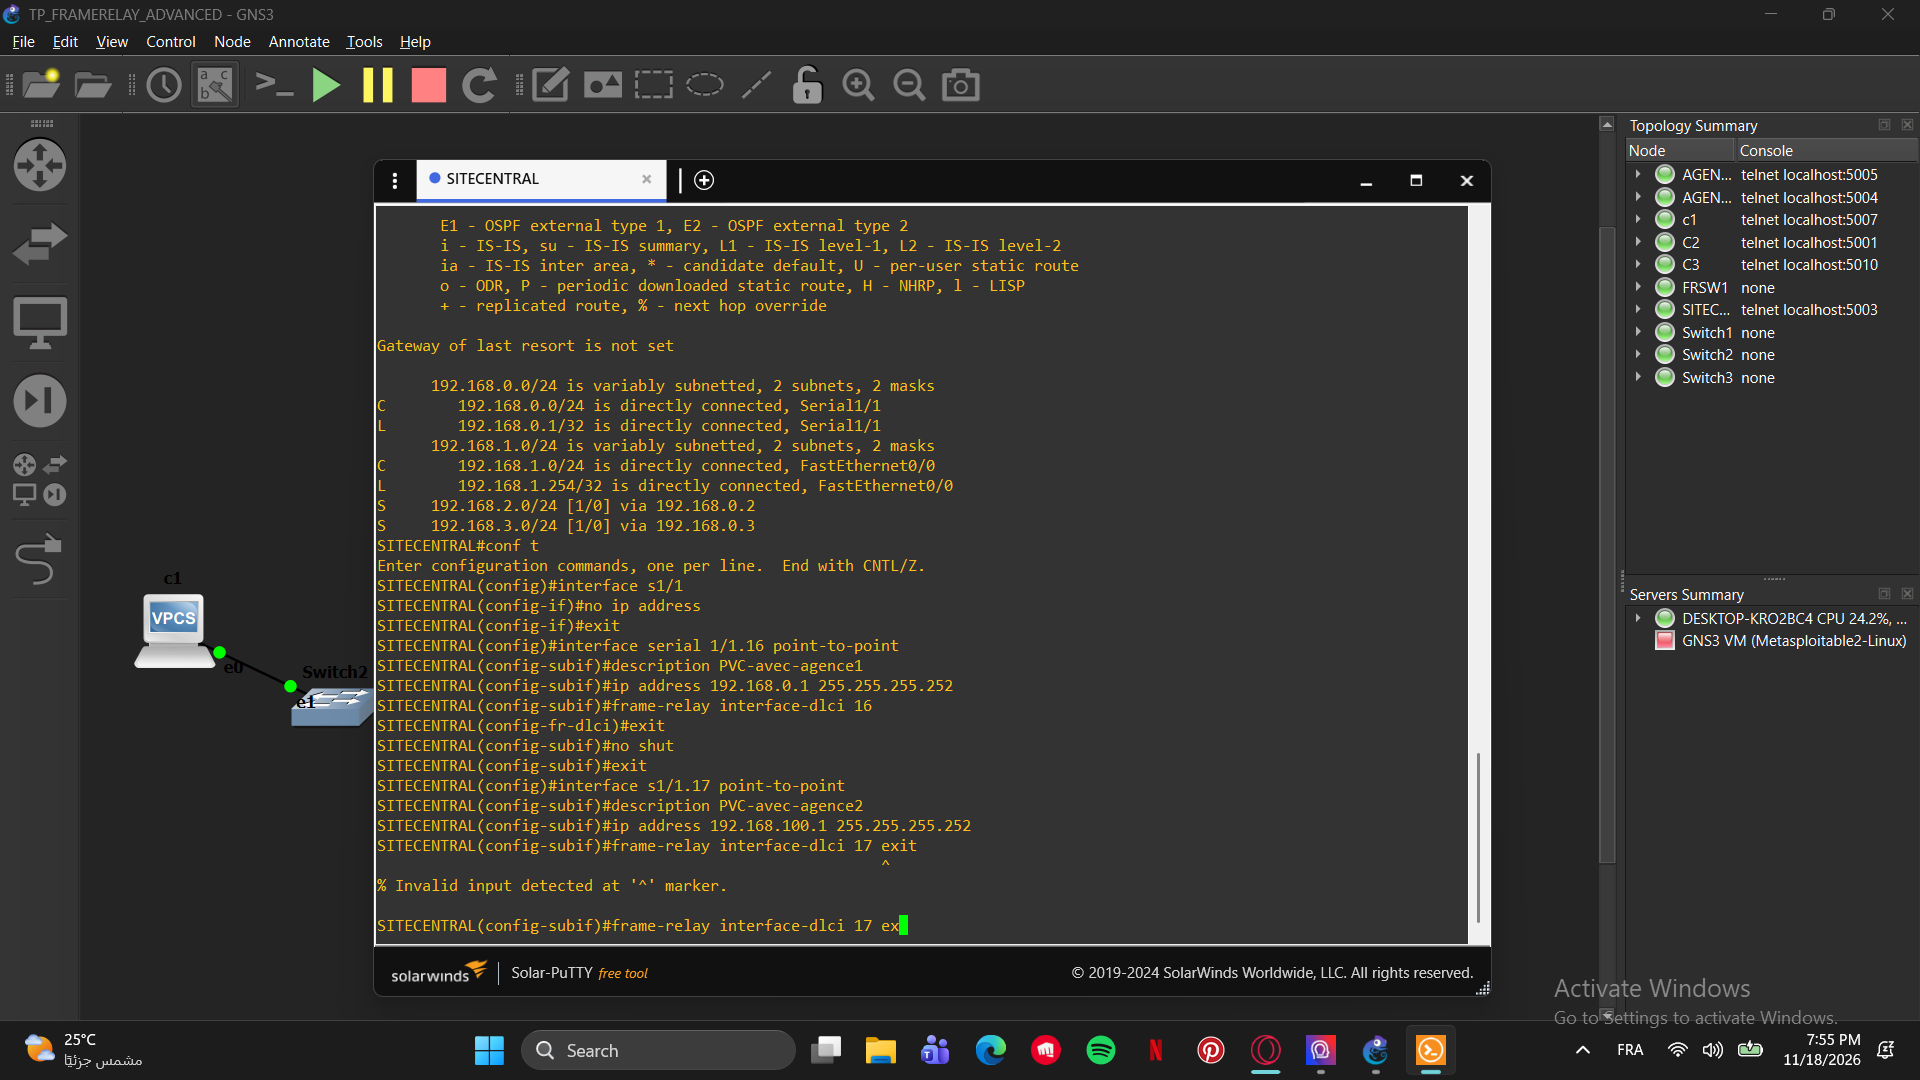 TP_FRAMERELAY_ADVANCED - GNS3
File Edit View Control Node Annotate Tools Help
SITECENTRAL
E1 - OSPF external type 1, E2 - OSPF external type 2
i - IS-IS, su - IS-IS summary, L1 - IS-IS level-1, L2 - IS-IS level-2
ia - IS-IS inter area, * - candidate default, U - per-user static route
o - ODR, P - periodic downloaded static route, H - NHRP, l - LISP
+ - replicated route, % - next hop override
Gateway of last resort is not set
192.168.0.0/24 is variably subnetted, 2 subnets, 2 masks
C 192.168.0.0/24 is directly connected, Serial1/1
L 192.168.0.1/32 is directly connected, Serial1/1
192.168.1.0/24 is variably subnetted, 2 subnets, 2 masks
C 192.168.1.0/24 is directly connected, FastEthernet0/0
L 192.168.1.254/32 is directly connected, FastEthernet0/0
S 192.168.2.0/24 [1/0] via 192.168.0.2
S 192.168.3.0/24 [1/0] via 192.168.0.3
SITECENTRAL#conf t
Enter configuration commands, one per line.  End with CNTL/Z.
SITECENTRAL(config)#interface s1/1
SITECENTRAL(config-if)#no ip address
SITECENTRAL(config-if)#exit
SITECENTRAL(config)#interface serial 1/1.16 point-to-point
SITECENTRAL(config-subif)#description PVC-avec-agence1
SITECENTRAL(config-subif)#ip address 192.168.0.1 255.255.255.252
SITECENTRAL(config-subif)#frame-relay interface-dlci 16
SITECENTRAL(config-fr-dlci)#exit
SITECENTRAL(config-subif)#no shut
SITECENTRAL(config-subif)#exit
SITECENTRAL(config)#interface s1/1.17 point-to-point
SITECENTRAL(config-subif)#description PVC-avec-agence2
SITECENTRAL(config-subif)#ip address 192.168.100.1 255.255.255.252
SITECENTRAL(config-subif)#frame-relay interface-dlci 17 exit
^
% Invalid input detected at '^' marker.
SITECENTRAL(config-subif)#frame-relay interface-dlci 17 ex
solarwinds Solar-PuTTY free tool
© 2019-2024 SolarWinds Worldwide, LLC. All rights reserved.
c1
VPCS
e0
Switch2
e1
Topology Summary
Node Console
AGEN... telnet localhost:5005
AGEN... telnet localhost:5004
c1 telnet localhost:5007
C2 telnet localhost:5001
C3 telnet localhost:5010
FRSW1 none
SITEC... telnet localhost:5003
Switch1 none
Switch2 none
Switch3 none
Servers Summary
DESKTOP-KRO2BC4 CPU 24.2%, ...
GNS3 VM (Metasploitable2-Linux)
Activate Windows
Go to Settings to activate Windows.
25°C
مشمس جزئيًا
Search
FRA
7:55 PM
11/18/2026